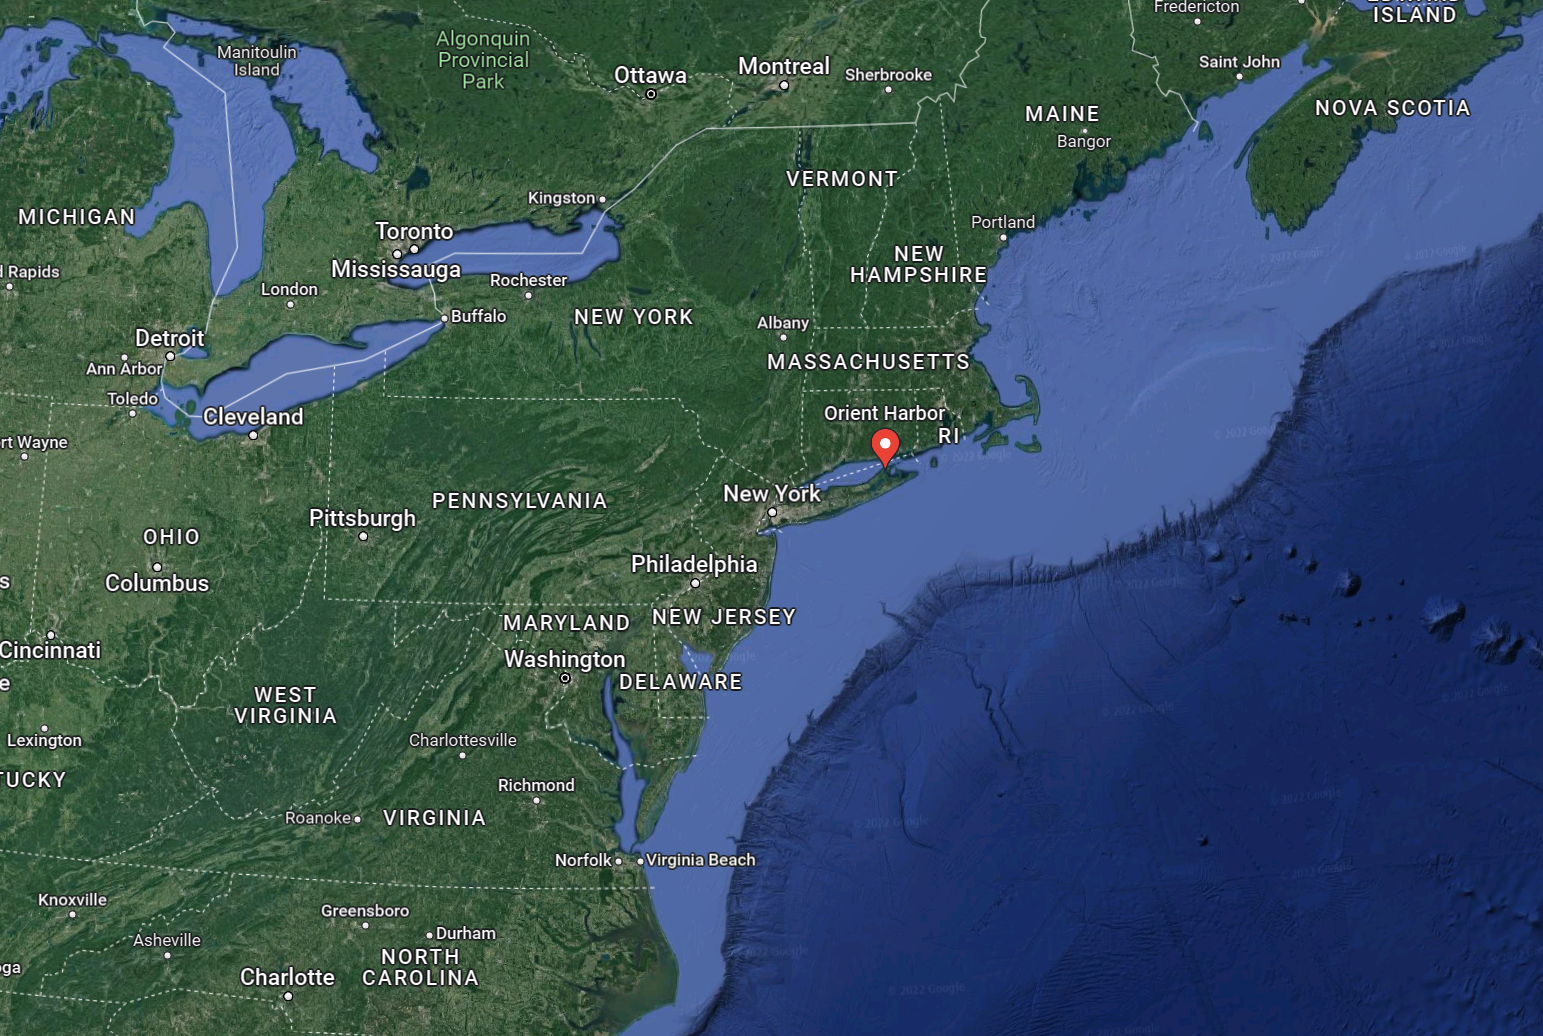 Fredericton
ISLAND
Manitoulin
Island
Algonquin
Provincial
Park
Ottawa
Montreal
Sherbrooke
Saint John
MAINE
NOVA SCOTIA
Bangor
VERMONT
Kingston
MICHIGAN
Portland
Toronto
NEW
HAMPSHIRE
Mississauga
Rapids
London
Rochester
Buffalo
NEW YORK
Albany
Detroit
Ann Arbor
MASSACHUSETTS
Toledo
Cleveland
Orient Harbor
RI
rt Wayne
New York
PENNSYLVANIA
Pittsburgh
OHIO
Columbus
Philadelphia
NEW JERSEY
MARYLAND
Cincinnati
Washington
DELAWARE
WEST
VIRGINIA
Lexington
Charlottesville
TUCKY
Richmond
Roanoke
VIRGINIA
Norfolk
Virginia Beach
Knoxville
Greensboro
Durham
Asheville
NORTH
CAROLINA
Charlotte
oga
© 2022 Google